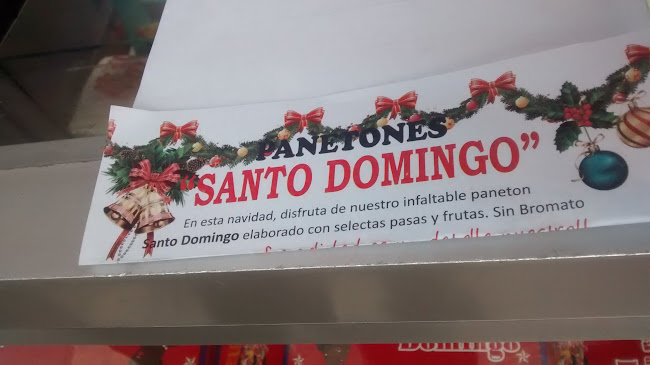 PANETONES
"SANTO DOMINGO"
En esta navidad, disfruta de nuestro infaltable paneton
Santo Domingo elaborado con selectas pasas y frutas. Sin Bromato
Domingo